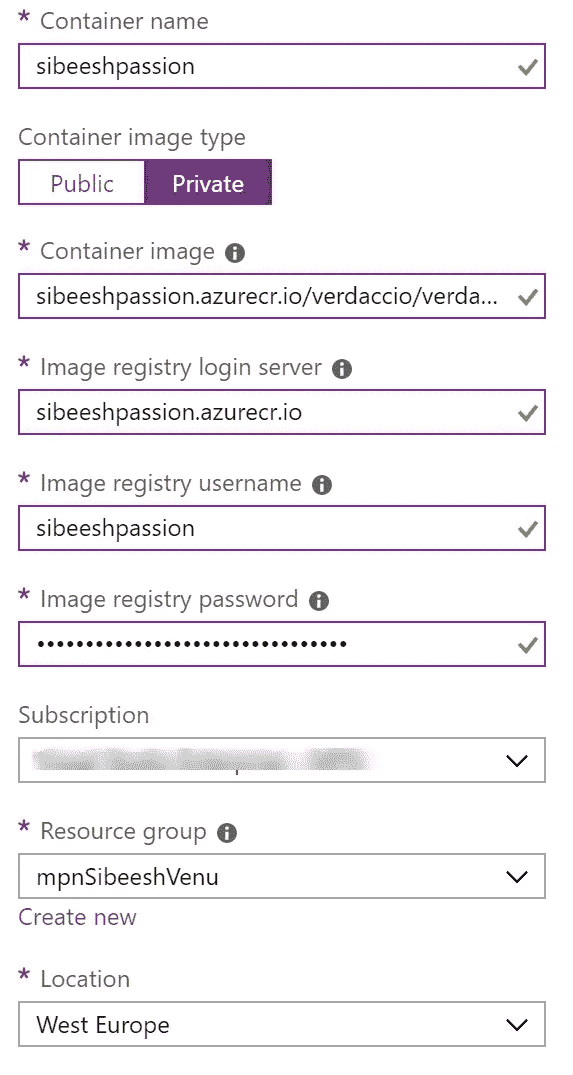 * Container name
sibeeshpassion
Container image type
Public Private
* Container image
sibeeshpassion.azurecr.io/verdaccio/verda...
* Image registry login server
sibeeshpassion.azurecr.io
* Image registry username
sibeeshpassion
* Image registry password
••••••••••••••••••••••••••••••••
Subscription
* Resource group
mpnSibeeshVenu
Create new
* Location
West Europe